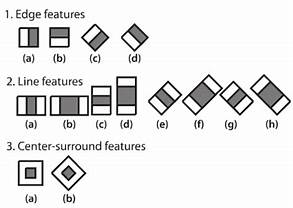 1. Edge features
(a) (b) (c) (d)
2. Line features
(a) (b) (c) (d) (e) (f) (g) (h)
3. Center-surround features
(a) (b)